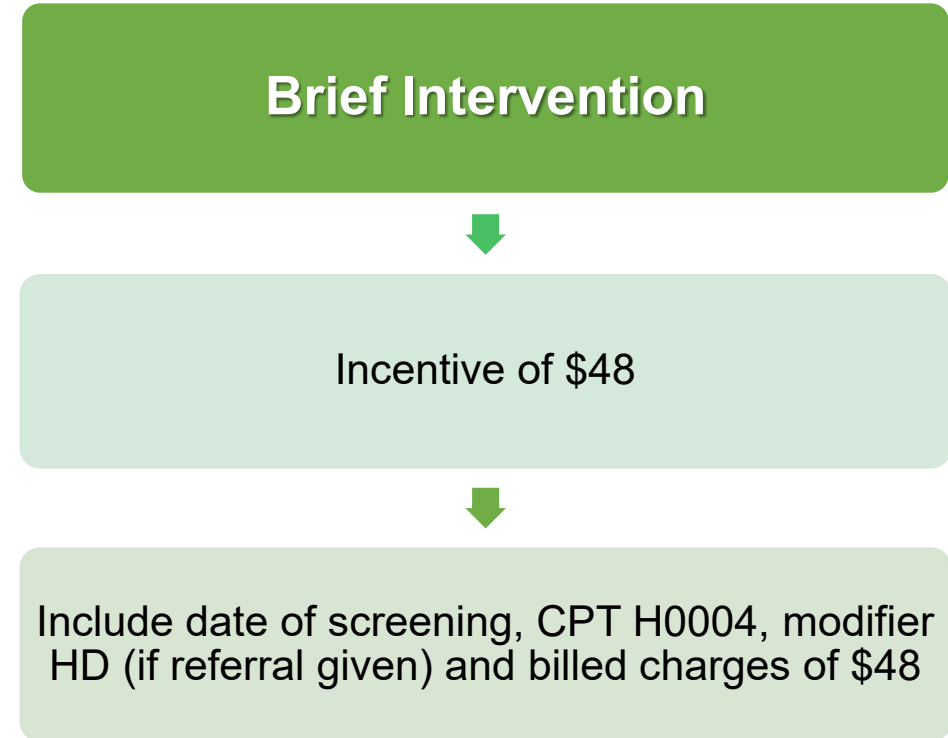 Brief Intervention
Incentive of $48
Include date of screening, CPT H0004, modifier
HD (if referral given) and billed charges of $48